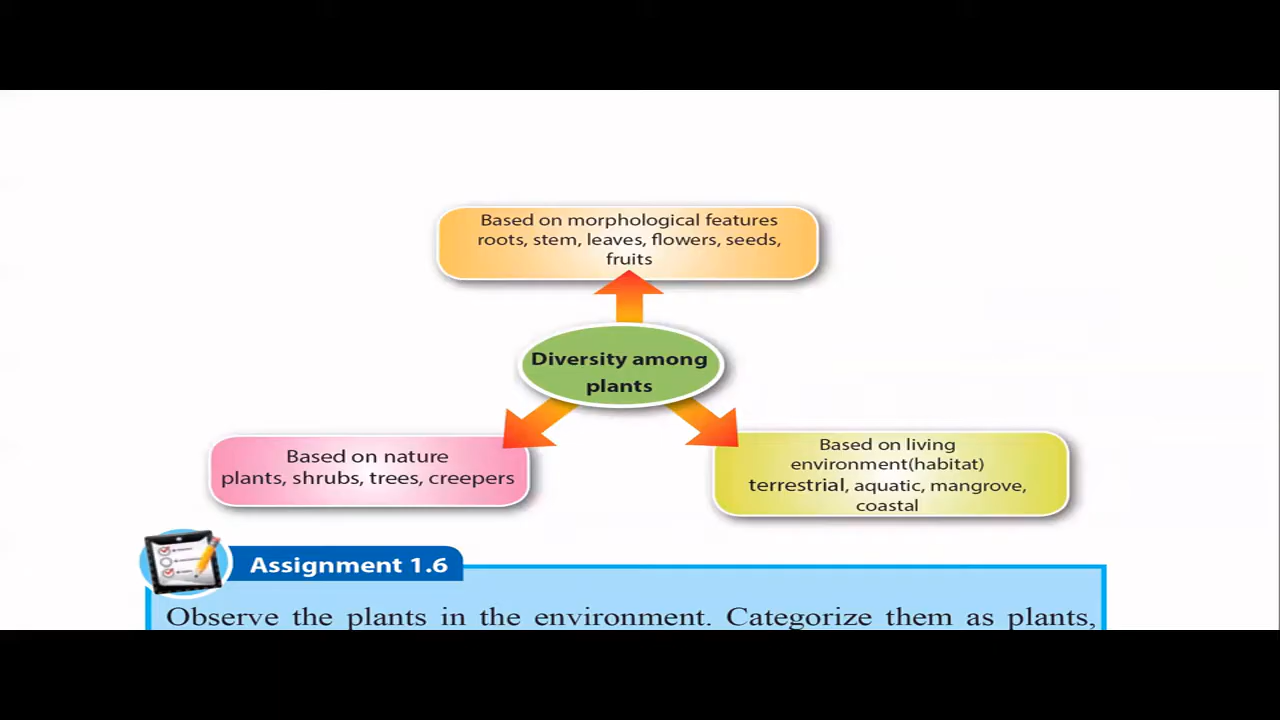 Based on morphological features
roots, stem, leaves, flowers, seeds,
fruits
Diversity among
plants
Based on nature
plants, shrubs, trees, creepers
Based on living
environment(habitat)
terrestrial, aquatic, mangrove,
coastal
Assignment 1.6
Observe the plants in the environment. Categorize them as plants,